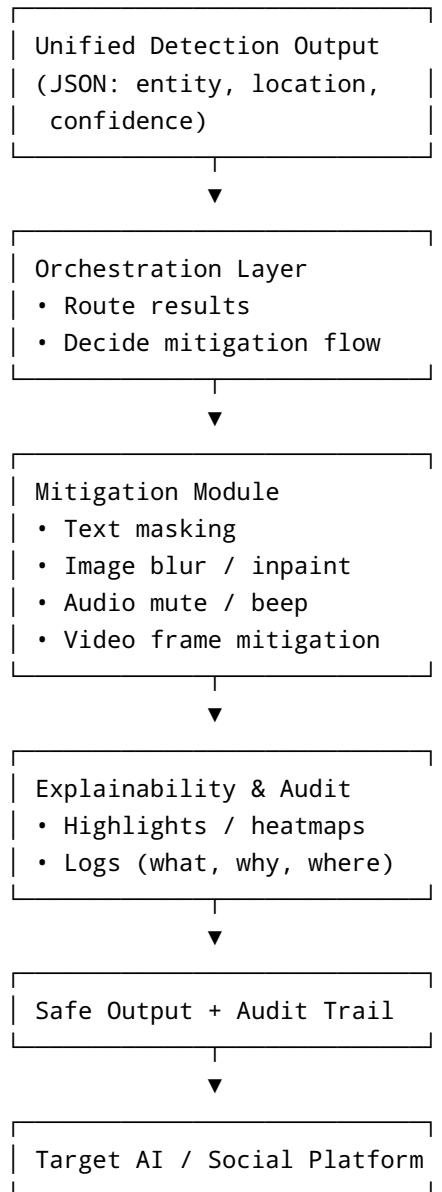 Unified Detection Output
(JSON: entity, location,
confidence)
Orchestration Layer
• Route results
• Decide mitigation flow
Mitigation Module
• Text masking
• Image blur / inpaint
• Audio mute / beep
• Video frame mitigation
Explainability & Audit
• Highlights / heatmaps
• Logs (what, why, where)
Safe Output + Audit Trail
Target AI / Social Platform